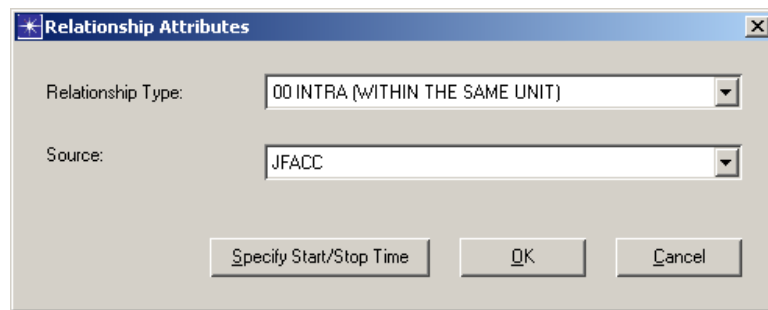 Relationship Attributes
Relationship Type: 00 INTRA (WITHIN THE SAME UNIT)
Source: JFACC
Specify Start/Stop Time OK Cancel